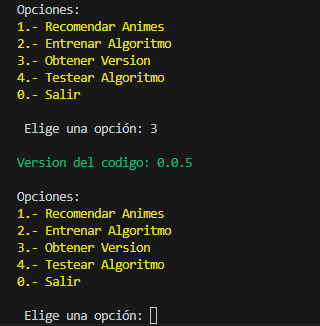 Opciones:
1.- Recomendar Animes
2.- Entrenar Algoritmo
3.- Obtener Version
4.- Testear Algoritmo
0.- Salir
Elige una opción: 3
Version del codigo: 0.0.5
Opciones:
1.- Recomendar Animes
2.- Entrenar Algoritmo
3.- Obtener Version
4.- Testear Algoritmo
0.- Salir
Elige una opción: